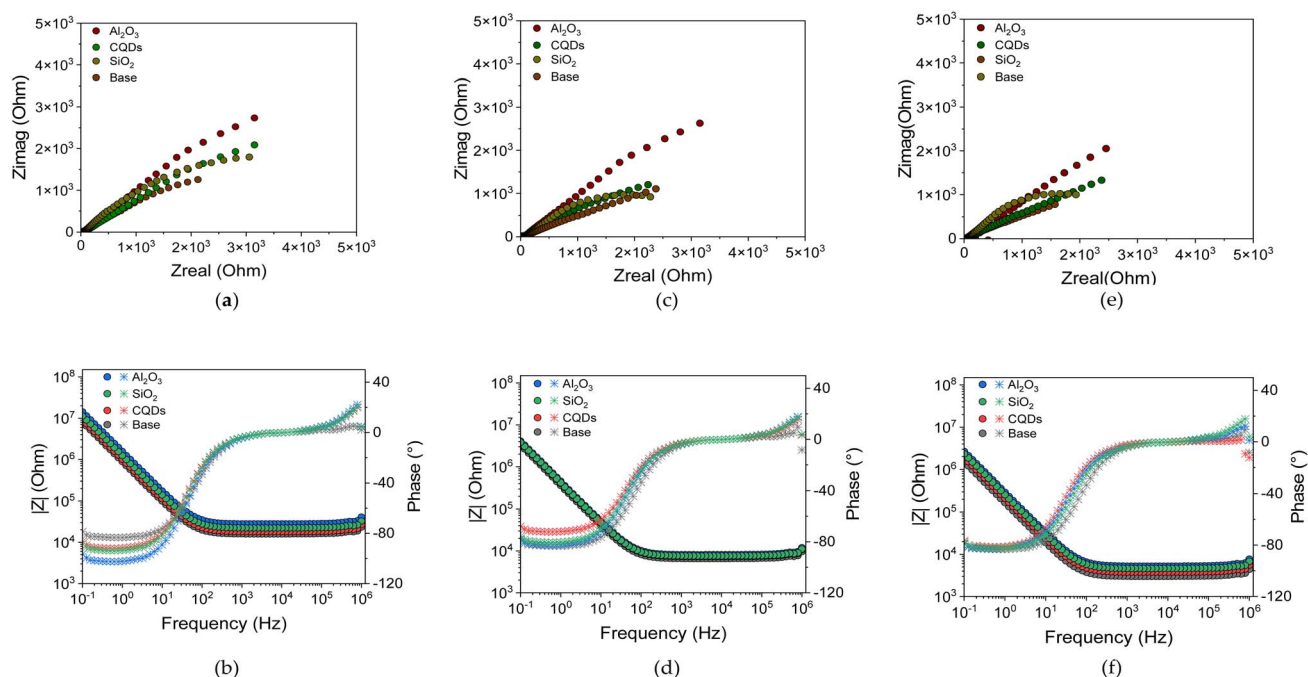 5×10³
4×10³
3×10³
2×10³
1×10³
0
Zimag (Ohm)
Al₂O₃
CQDs
SiO₂
Base
0 1×10³ 2×10³ 3×10³ 4×10³ 5×10³
Zreal (Ohm)
(a)
5×10³
4×10³
3×10³
2×10³
1×10³
0
Zimag (Ohm)
Al₂O₃
CQDs
SiO₂
Base
0 1×10³ 2×10³ 3×10³ 4×10³ 5×10³
Zreal (Ohm)
(c)
5×10³
4×10³
3×10³
2×10³
1×10³
0
Zimag(Ohm)
Al₂O₃
CQDs
SiO₂
Base
0 1×10³ 2×10³ 3×10³ 4×10³ 5×10³
Zreal(Ohm)
(e)
10⁸
10⁷
10⁶
10⁵
10⁴
10³
|Z| (Ohm)
Al₂O₃
SiO₂
CQDs
Base
40
0
-40
-80
-120
Phase (°)
10⁻¹ 10⁰ 10¹ 10² 10³ 10⁴ 10⁵ 10⁶
Frequency (Hz)
(b)
10⁸
10⁷
10⁶
10⁵
10⁴
10³
|Z| (Ohm)
Al₂O₃
SiO₂
CQDs
Base
40
0
-40
-80
-120
Phase (°)
10⁻¹ 10⁰ 10¹ 10² 10³ 10⁴ 10⁵ 10⁶
Frequency (Hz)
(d)
10⁸
10⁷
10⁶
10⁵
10⁴
10³
|Z| (Ohm)
Al₂O₃
SiO₂
CQDs
Base
40
0
-40
-80
-120
Phase (°)
10⁻¹ 10⁰ 10¹ 10² 10³ 10⁴ 10⁵ 10⁶
Frequency (Hz)
(f)